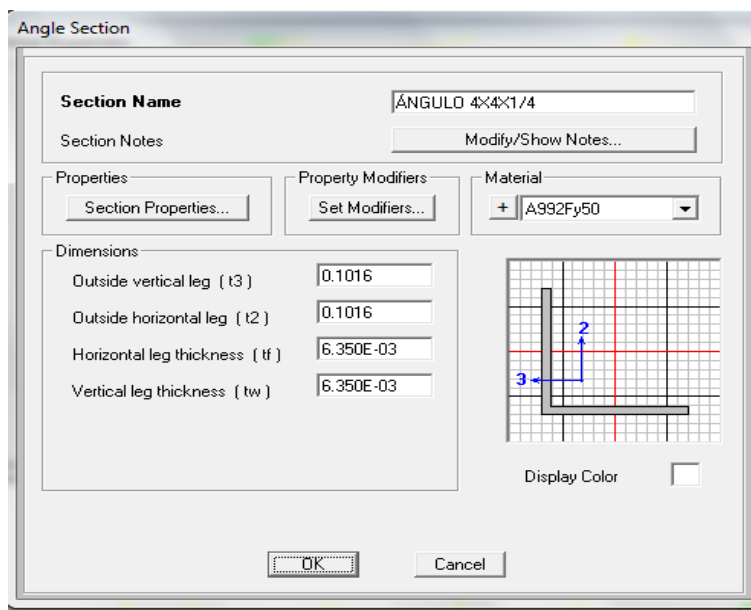 Angle Section
Section Name
ÁNGULO 4X4X1/4
Section Notes
Modify/Show Notes...
Properties
Section Properties...
Property Modifiers
Set Modifiers...
Material
+ A992Fy50
Dimensions
Outside vertical leg ( t3 )
0.1016
Outside horizontal leg ( t2 )
0.1016
Horizontal leg thickness ( tf )
6.350E-03
Vertical leg thickness ( tw )
6.350E-03
2
3
Display Color
OK
Cancel